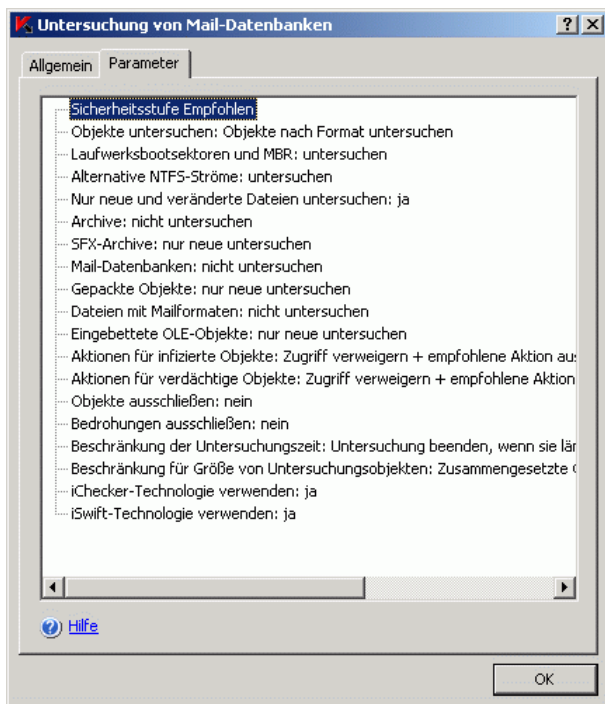 Untersuchung von Mail-Datenbanken
Allgemein
Parameter
Sicherheitsstufe Empfohlen
Objekte untersuchen: Objekte nach Format untersuchen
Laufwerksbootsektoren und MBR: untersuchen
Alternative NTFS-Ströme: untersuchen
Nur neue und veränderte Dateien untersuchen: ja
Archive: nicht untersuchen
SFX-Archive: nur neue untersuchen
Mail-Datenbanken: nicht untersuchen
Gepackte Objekte: nur neue untersuchen
Dateien mit Mailformaten: nicht untersuchen
Eingebettete OLE-Objekte: nur neue untersuchen
Aktionen für infizierte Objekte: Zugriff verweigern + empfohlene Aktion
Aktionen für verdächtige Objekte: Zugriff verweigern + empfohlene Aktion
Objekte ausschließen: nein
Bedrohungen ausschließen: nein
Beschränkung der Untersuchungszeit: Untersuchung beenden, wenn sie
Beschränkung für Größe von Untersuchungsobjekten: Zusammengesetzte
iChecker-Technologie verwenden: ja
iSwift-Technologie verwenden: ja
Hilfe
OK